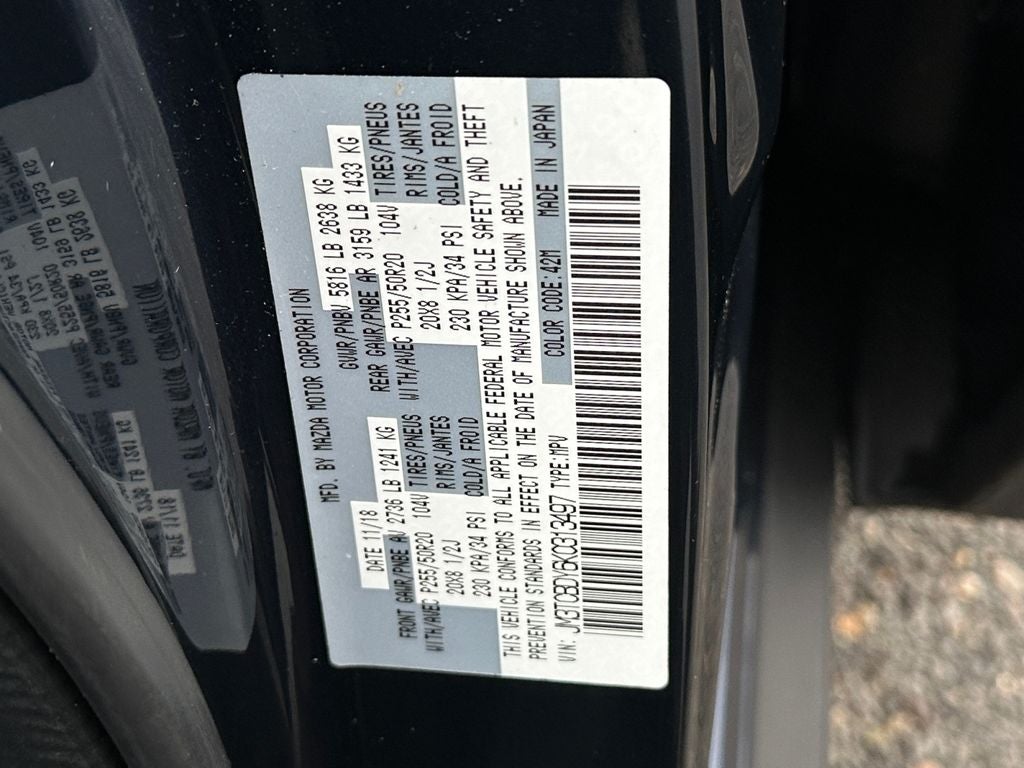 MFD. BY MAZDA MOTOR CORPORATION
DATE 11/18 GVWR/PNBV 5816 LB 2638 KG
FRONT GAWR/PNBE AV 2736 LB 1241 KG REAR GAWR/PNBE AR 3159 LB 1433 KG
WITH/AVEC P255/50R20 104V TIRES/PNEUS WITH/AVEC P255/50R20 104V TIRES/PNEUS
20X8 1/2J RIMS/JANTES 20X8 1/2J RIMS/JANTES
230 KPA/34 PSI COLD/A FROID 230 KPA/34 PSI COLD/A FROID
THIS VEHICLE CONFORMS TO ALL APPLICABLE FEDERAL MOTOR VEHICLE SAFETY AND THEFT
PREVENTION STANDARDS IN EFFECT ON THE DATE OF MANUFACTURE SHOWN ABOVE.
VIN: JM3TCBDY6K0313497 TYPE:MPV COLOR CODE:42M MADE IN JAPAN